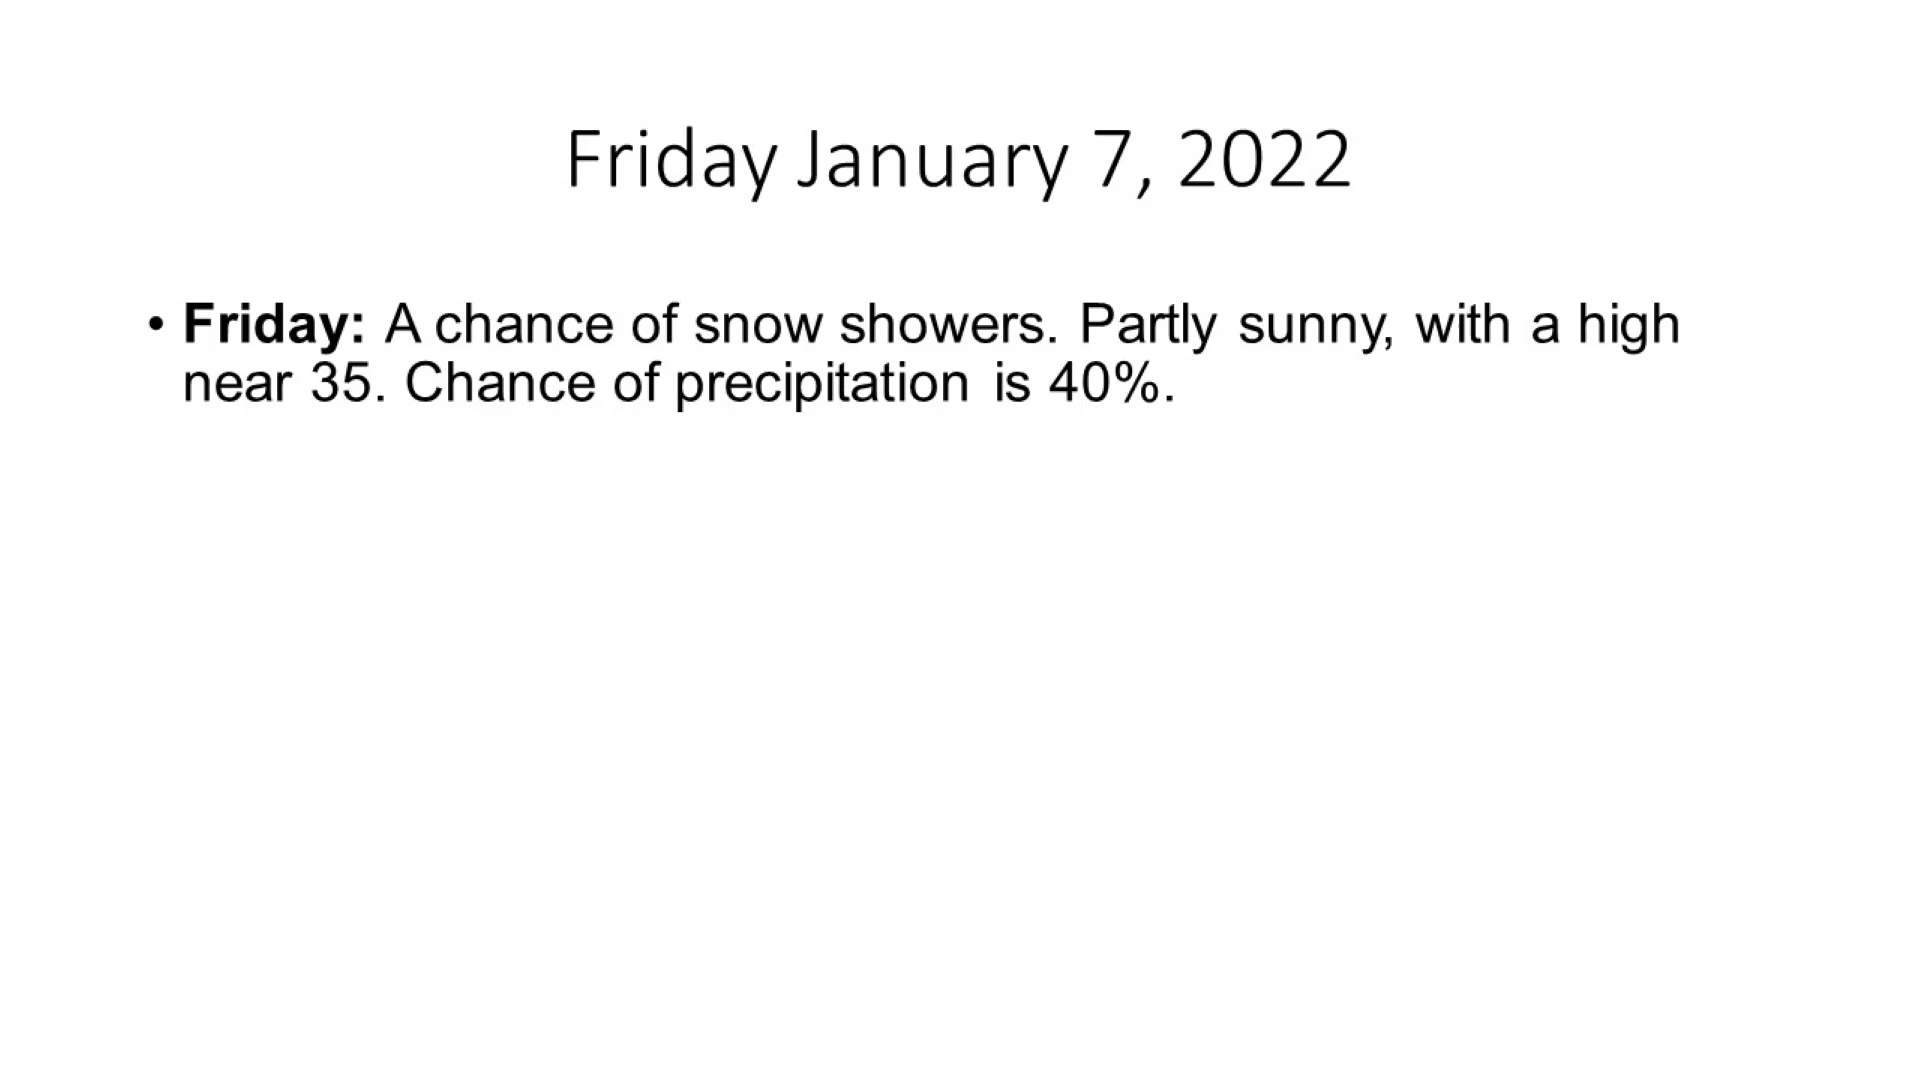 Friday January 7, 2022
• Friday: A chance of snow showers. Partly sunny, with a high
near 35. Chance of precipitation is 40%.